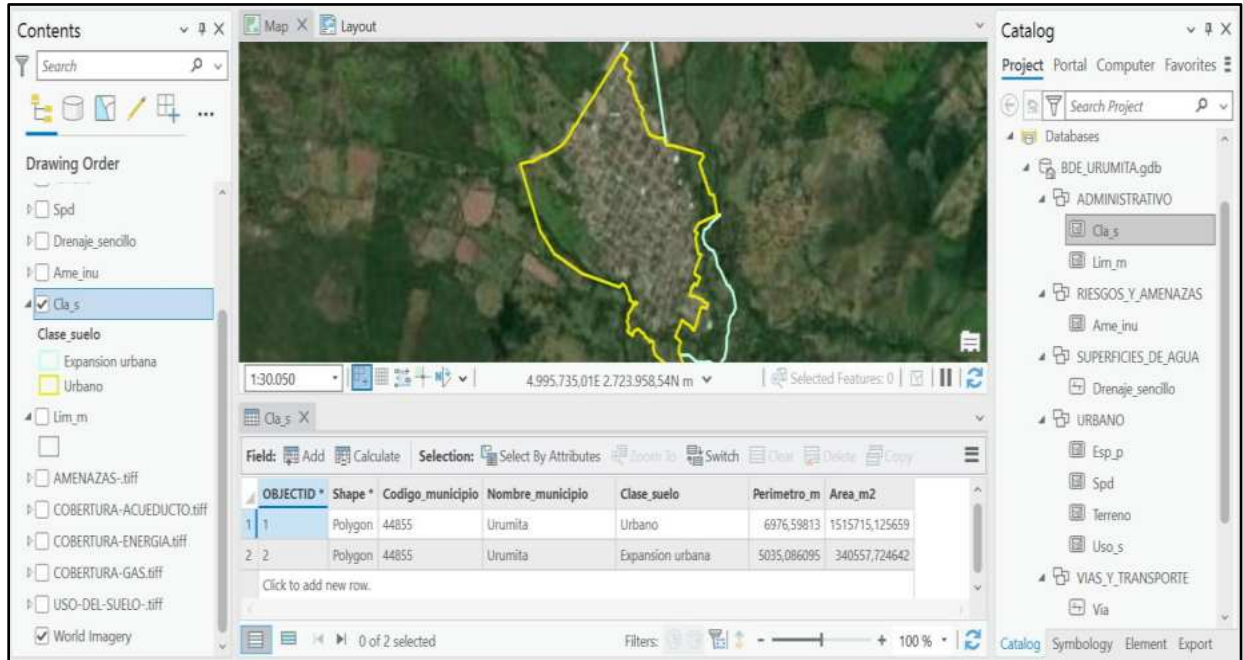 Contents
Search
Drawing Order
Spd
Drenaje_sencillo
Ame_inu
Cla_s
Clase_suelo
Expansion urbana
Urbano
Lim_m
AMENAZAS-.tiff
COBERTURA-ACUEDUCTO.tiff
COBERTURA-ENERGIA.tiff
COBERTURA-GAS.tiff
USO-DEL-SUELO-.tiff
World Imagery
Map Layout
1:30.050 4.995.735,01E 2.723.958,54N m Selected Features: 0
Cla_s
Field: Add Calculate Selection: Select By Attributes Zoom To Switch Clear Delete Copy
OBJECTID * Shape * Codigo_municipio Nombre_municipio Clase_suelo Perimetro_m Area_m2
1 1 Polygon 44855 Urumita Urbano 6976,59813 1515715,125659
2 2 Polygon 44855 Urumita Expansion urbana 5035,086095 340557,724642
Click to add new row.
0 of 2 selected Filters: - + 100 %
Catalog
Project Portal Computer Favorites
Search Project
Databases
BDE_URUMITA.gdb
ADMINISTRATIVO
Cla_s
Lim_m
RIESGOS_Y_AMENAZAS
Ame_inu
SUPERFICIES_DE_AGUA
Drenaje_sencillo
URBANO
Esp_p
Spd
Terreno
Uso_s
VIAS_Y_TRANSPORTE
Via
Catalog Symbology Element Export